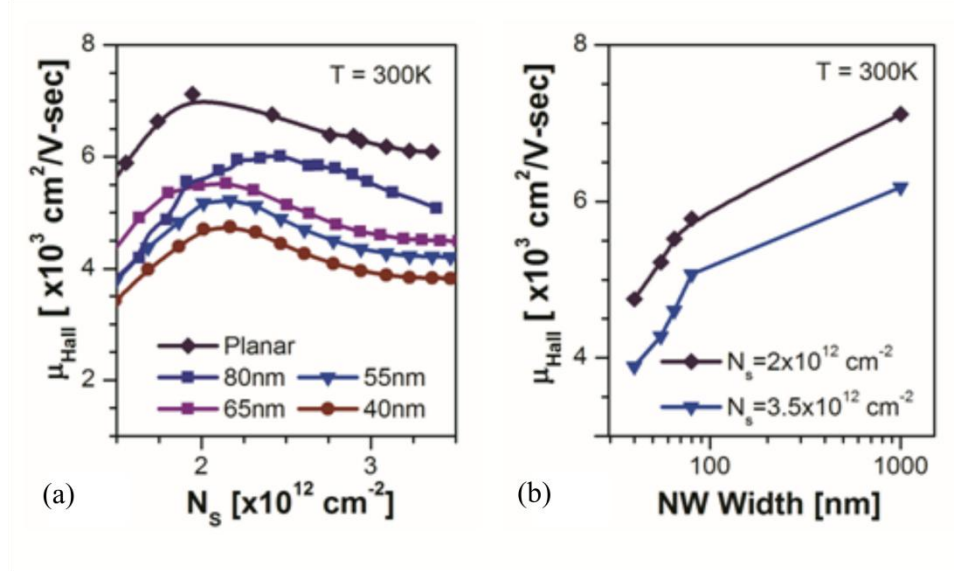 8
6
4
2
μHall [ x10³ cm²/V-sec]
T = 300K
Planar
80nm
55nm
65nm
40nm
2
3
(a)
NS [x10¹² cm⁻²]
8
6
4
μHall [ x10³ cm²/V-sec]
T = 300K
Ns=2x10¹² cm⁻²
Ns=3.5x10¹² cm⁻²
100
1000
(b)
NW Width [nm]